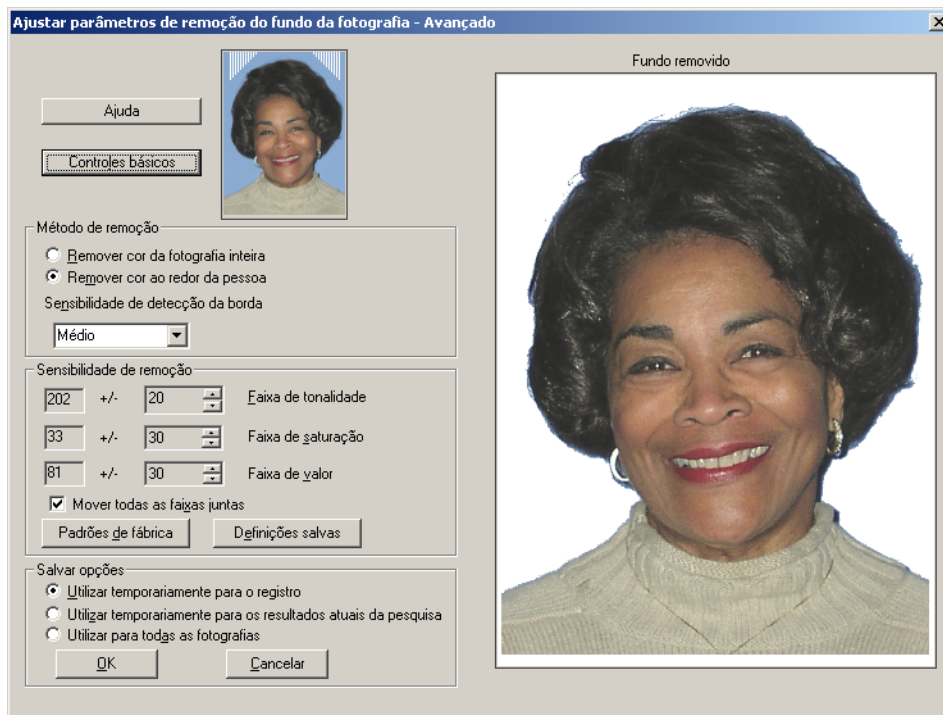 Ajustar parâmetros de remoção do fundo da fotografia - Avançado
Ajuda
Controles básicos
Fundo removido
Método de remoção
Remover cor da fotografia inteira
Remover cor ao redor da pessoa
Sensibilidade de detecção da borda
Médio
Sensibilidade de remoção
202 +/- 20 Faixa de tonalidade
33 +/- 30 Faixa de saturação
81 +/- 30 Faixa de valor
Mover todas as faixas juntas
Padrões de fábrica Definições salvas
Salvar opções
Utilizar temporariamente para o registro
Utilizar temporariamente para os resultados atuais da pesquisa
Utilizar para todas as fotografias
OK Cancelar